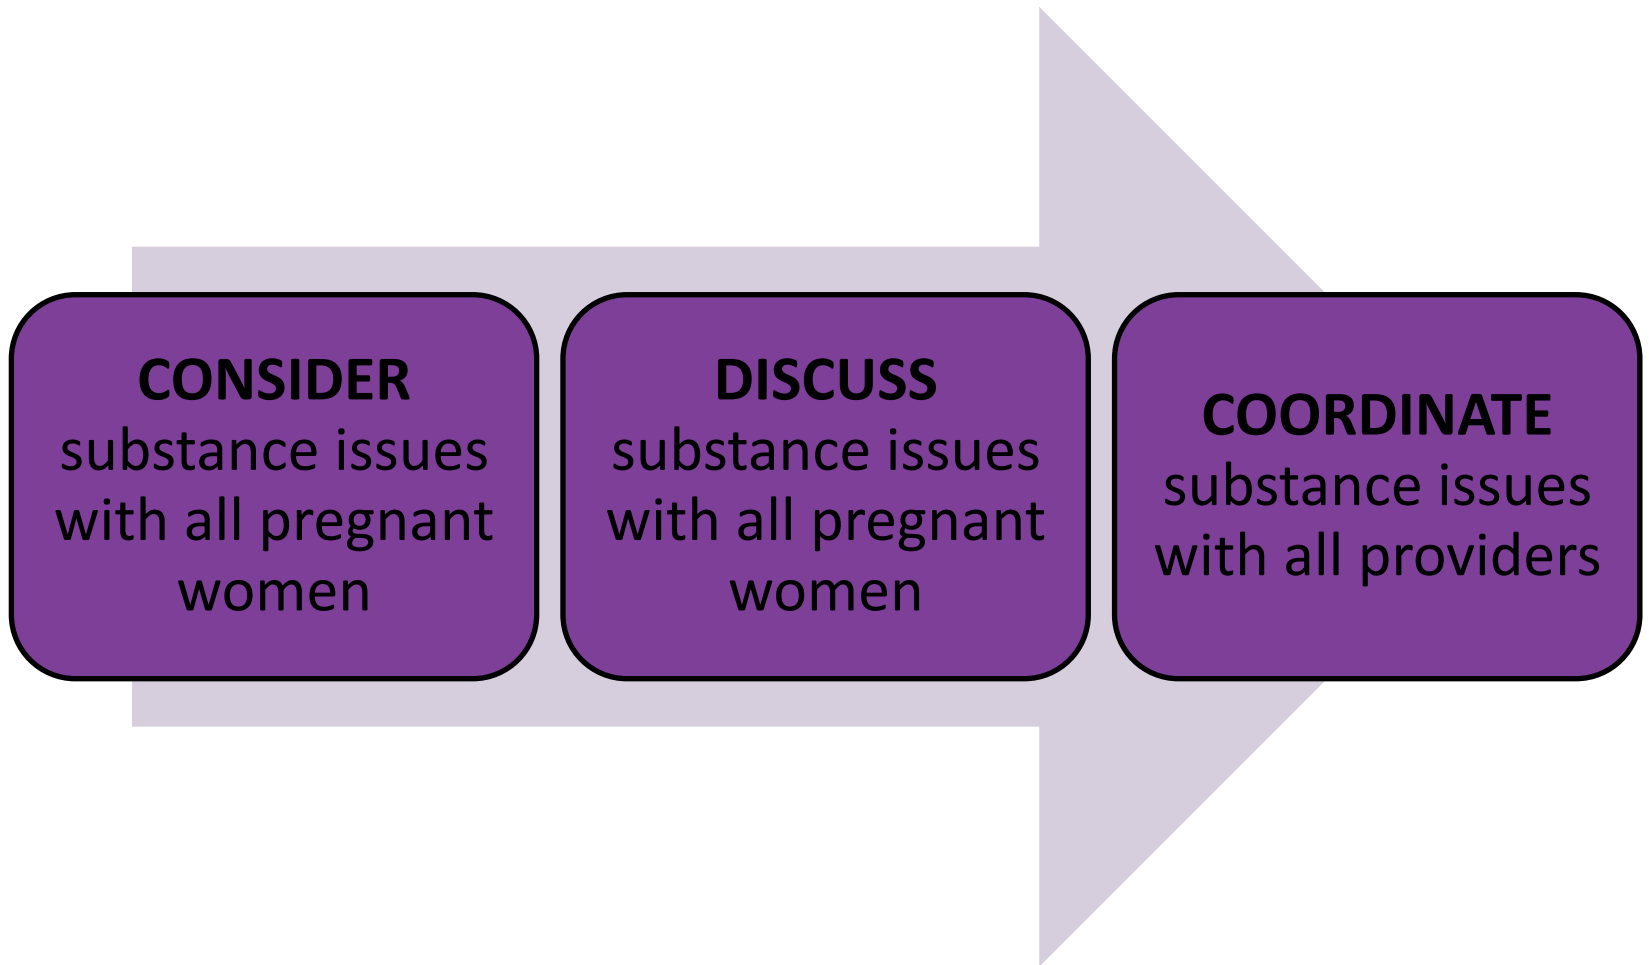 CONSIDER
substance issues
with all pregnant
women
DISCUSS
substance issues
with all pregnant
women
COORDINATE
substance issues
with all providers